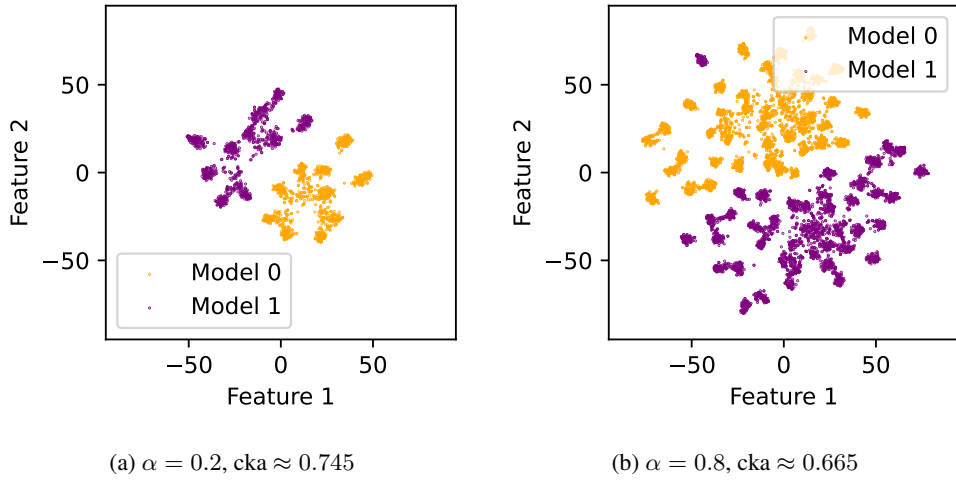 50
0
−50
Feature 2
Model 0
Model 1
−50 0 50
Feature 1
(a) α = 0.2, cka ≈ 0.745
50
0
−50
Feature 2
Model 0
Model 1
−50 0 50
Feature 1
(b) α = 0.8, cka ≈ 0.665